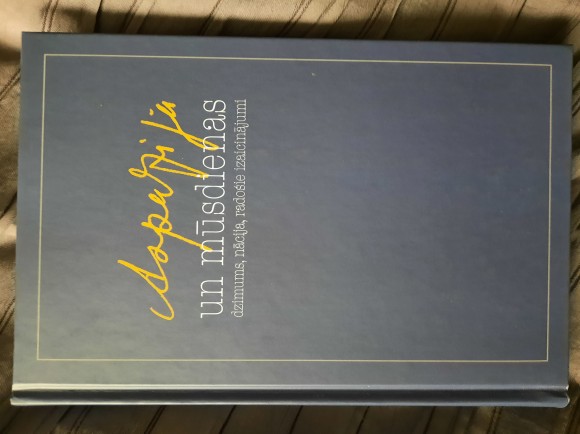 Aspazija
un mūsdienas
dzimums, nācija, radošie izaicinājumi